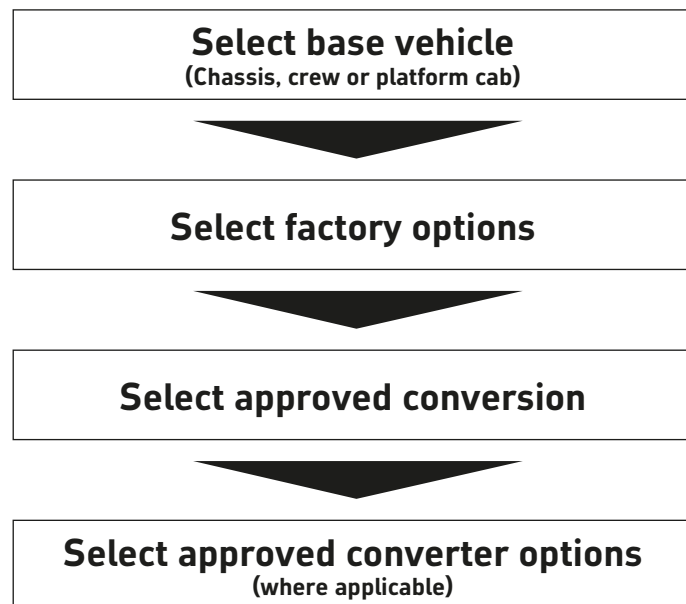 Select base vehicle
(Chassis, crew or platform cab)
Select factory options
Select approved conversion
Select approved converter options
(where applicable)